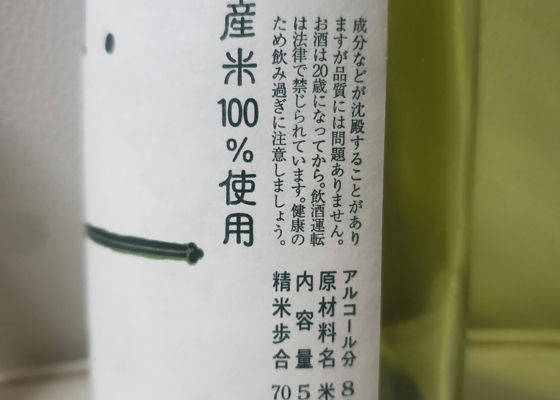 成分などが沈殿することがあり
ますが品質には問題ありません。
お酒は20歳になってから。飲酒運転
は法律で禁じられています。健康の
ため飲み過ぎに注意しましょう。
産米100%使用
アルコール分 8
原材料名 米
内容量 5
精米歩合 70